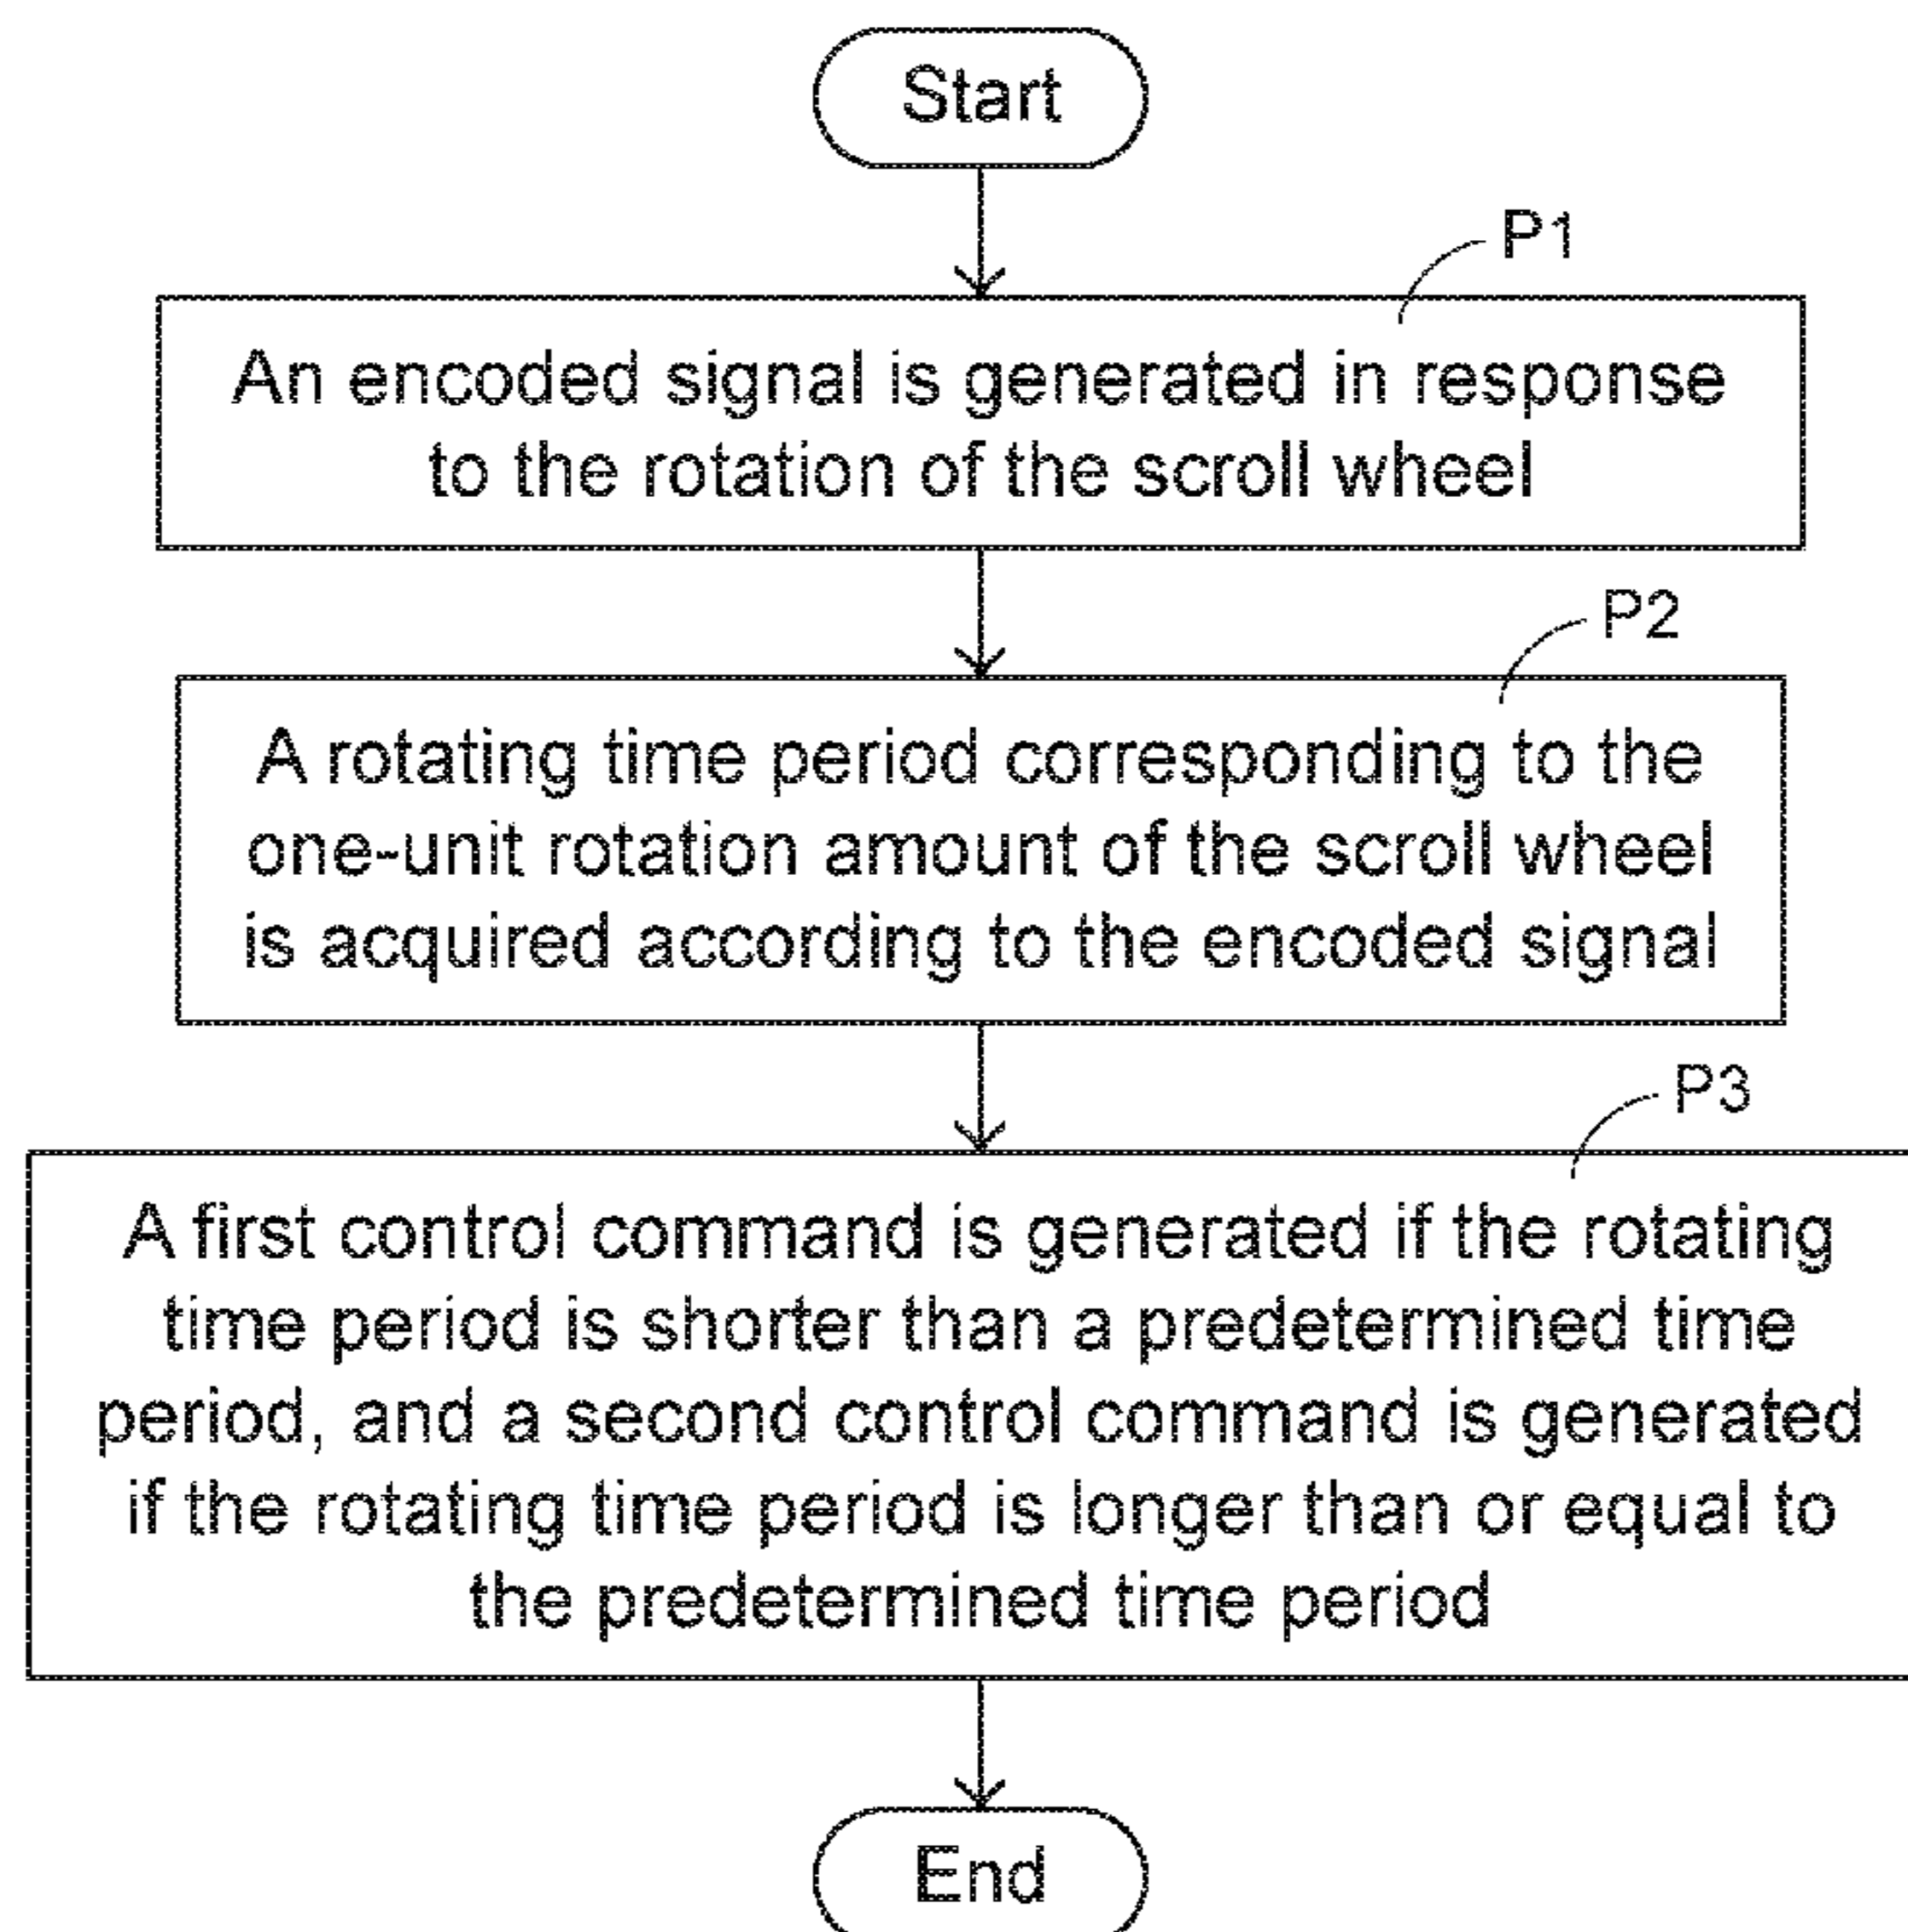 Start
P1
An encoded signal is generated in response
to the rotation of the scroll wheel
P2
A rotating time period corresponding to the
one-unit rotation amount of the scroll wheel
is acquired according to the encoded signal
P3
A first control command is generated if the rotating
time period is shorter than a predetermined time
period, and a second control command is generated
if the rotating time period is longer than or equal to
the predetermined time period
End